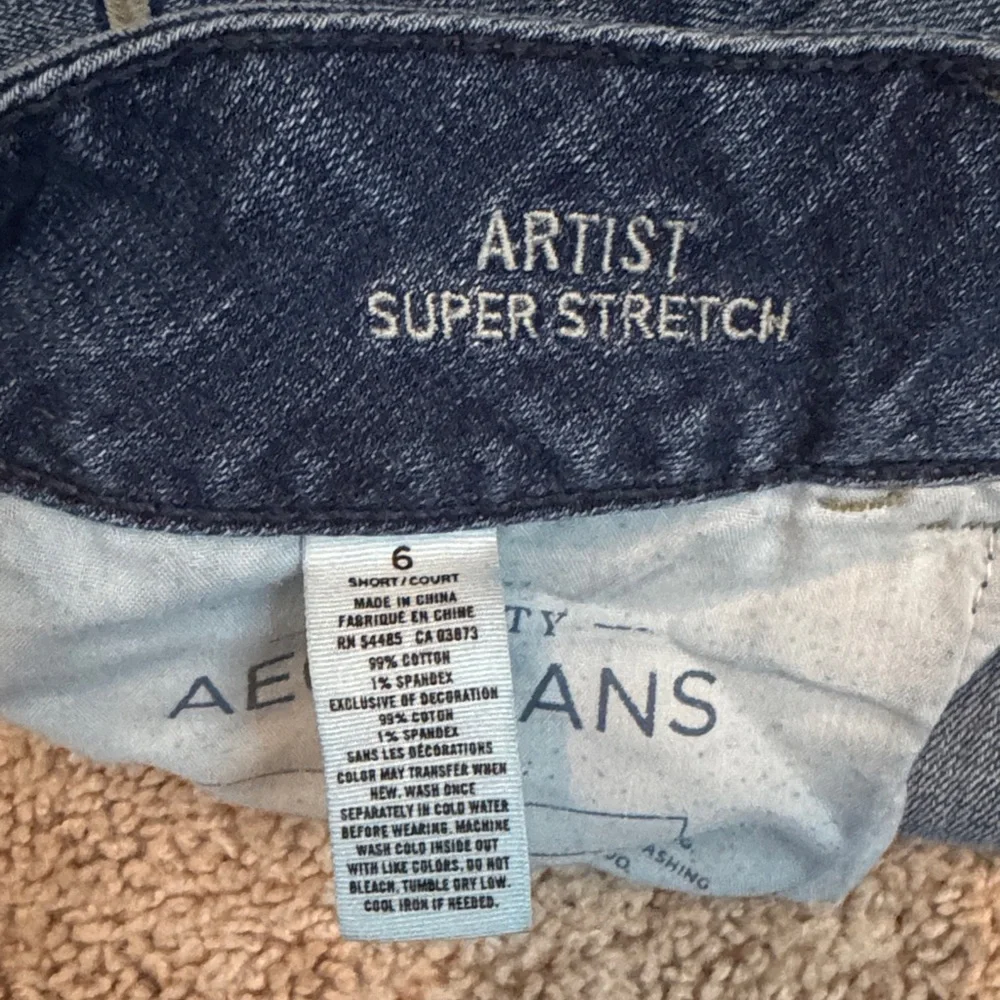 ARTIST
SUPER STRETCH
6
SHORT/COURT
MADE IN CHINA
FABRIQUE EN CHINE
RN 54485 CA 03873
99% COTTON
1% SPANDEX
EXCLUSIVE OF DECORATION
99% COTON
1% SPANDEX
SANS LES DÉCORATIONS
COLOR MAY TRANSFER WHEN
NEW. WASH ONCE
SEPARATELY IN COLD WATER
BEFORE WEARING. MACHINE
WASH COLD INSIDE OUT
WITH LIKE COLORS. DO NOT
BLEACH, TUMBLE DRY LOW.
COOL IRON IF NEEDED.
TY
AE ANS
ASHING